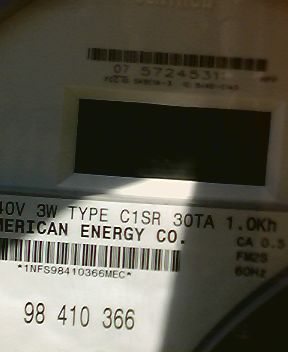 07 5724531
40V 3W TYPE C1SR 30TA 1.0Kh
MERICAN ENERGY CO.
CA 0.5
FM2S
60Hz
*1NFS98410366MEC*
98 410 366